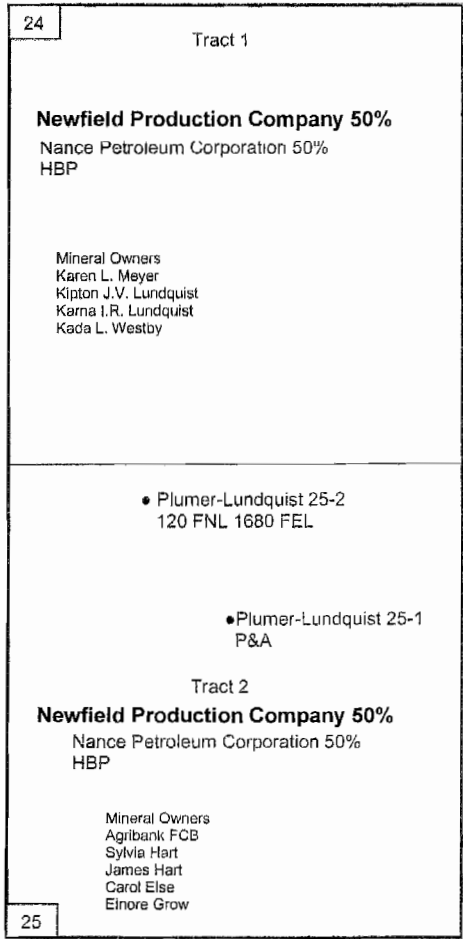 24
Tract 1
Newfield Production Company 50%
Nance Petroleum Corporation 50%
HBP
Mineral Owners
Karen L. Meyer
Kipton J.V. Lundquist
Karna I.R. Lundquist
Kada L. Westby
Plumer-Lundquist 25-2
120 FNL 1680 FEL
Plumer-Lundquist 25-1
P&A
Tract 2
Newfield Production Company 50%
Nance Petroleum Corporation 50%
HBP
Mineral Owners
Agribank FCB
Sylvia Hart
James Hart
Carol Else
Einore Grow
25